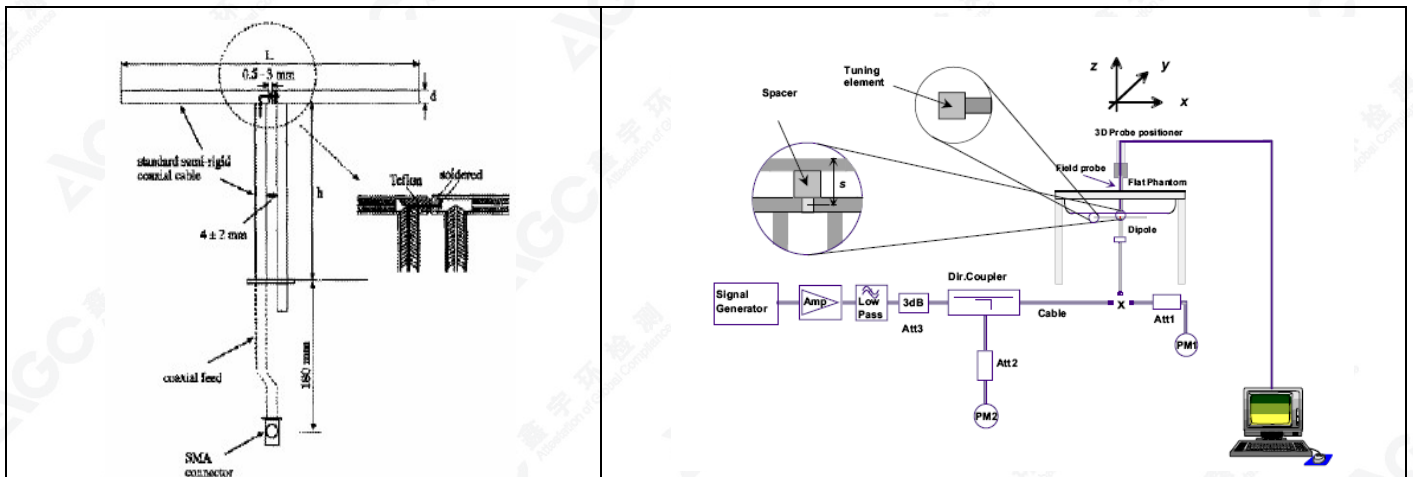 L
0.5 - 3 mm
d
standard semi-rigid
coaxial cable
h
Teflon
soldered
4 ± 2 mm
coaxial feed
180 mm
SMA
connector
Tuning
element
Spacer
s
z
y
x
3D Probe positioner
Field probe
Flat Phantom
Dipole
Signal
Generator
Amp
Low
Pass
3dB
Att3
Dir.Coupler
Cable
x
Att1
PM1
Att2
PM2
AGC